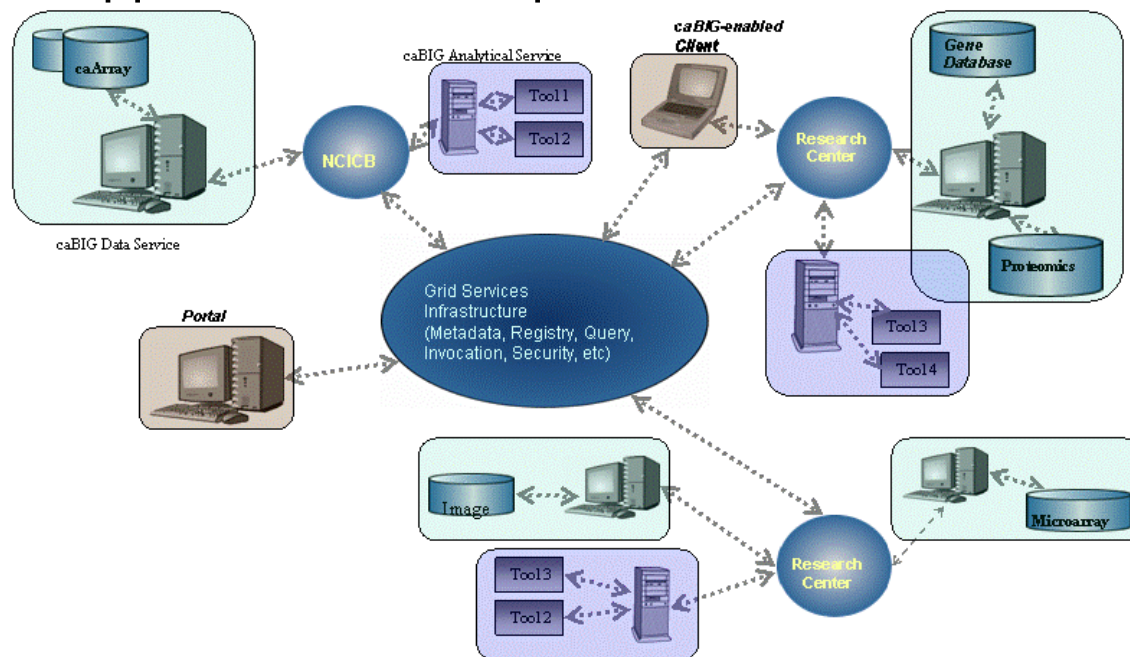 caBIG-enabled
Client
caArray
caBIG Analytical Service
Gene
Database
Tool1
Tool2
NCICB
Research
Center
caBIG Data Service
Proteomics
Grid Services
Infrastructure
(Metadata, Registry, Query,
Invocation, Security, etc)
Portal
Tool3
Tool4
Image
Microarray
Research
Center
Tool3
Tool2